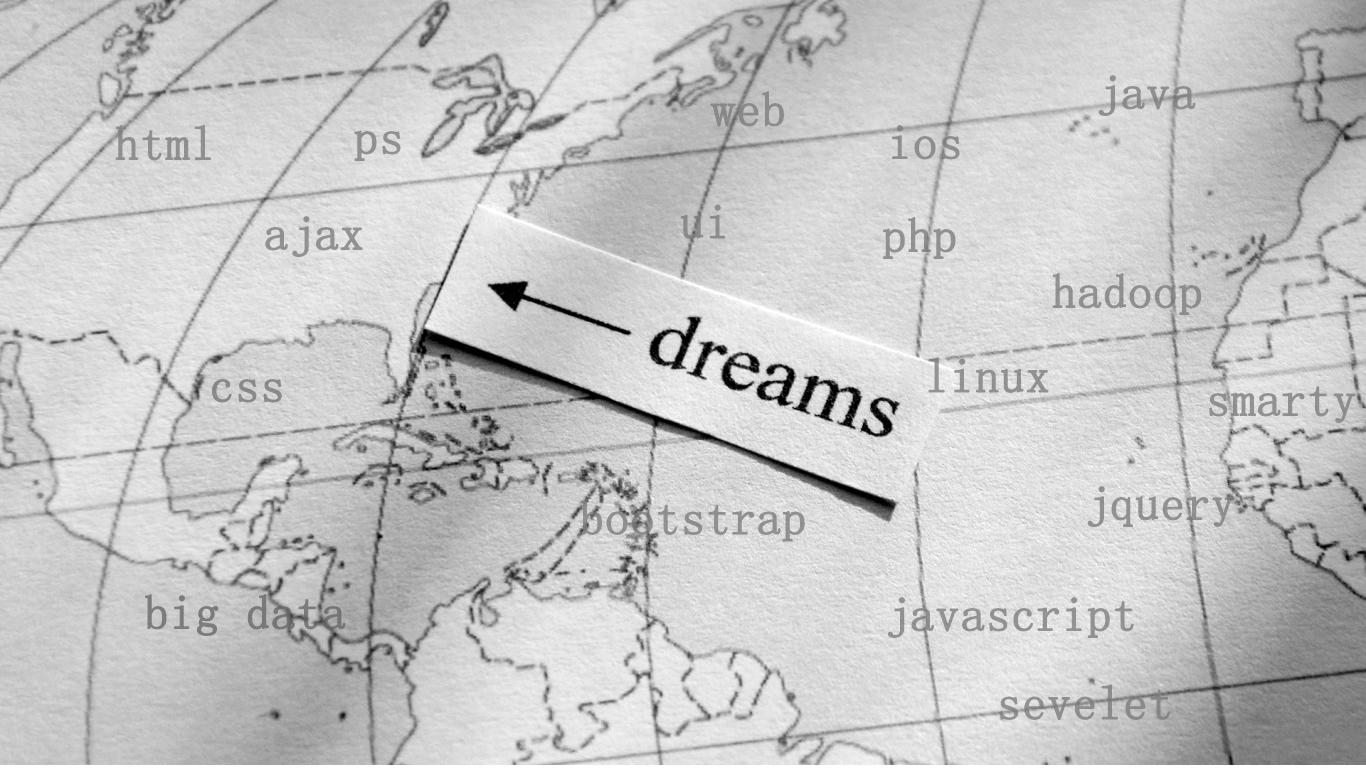 java
web
html
ps
ios
ajax
ui
php
hadoop
dreams
css
linux
smarty
jquery
bootstrap
big data
javascript
sevelet